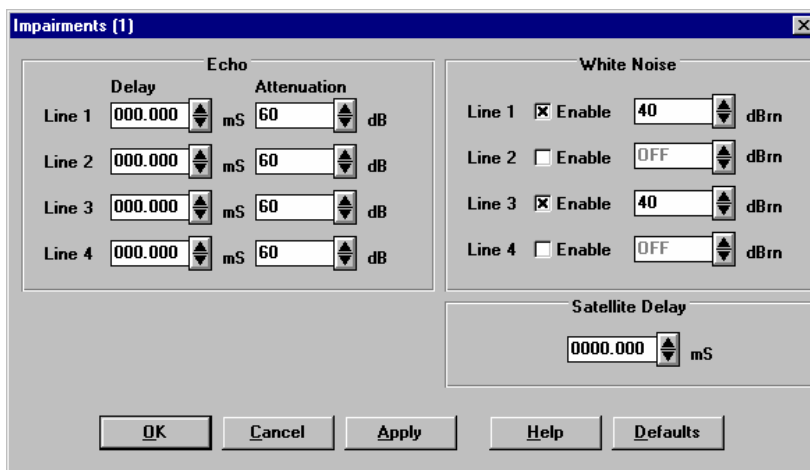 Impairments (1)
Echo
Delay Attenuation
Line 1 000.000 mS 60 dB
Line 2 000.000 mS 60 dB
Line 3 000.000 mS 60 dB
Line 4 000.000 mS 60 dB
White Noise
Line 1 Enable 40 dBrn
Line 2 Enable OFF dBrn
Line 3 Enable 40 dBrn
Line 4 Enable OFF dBrn
Satellite Delay
0000.000 mS
OK Cancel Apply Help Defaults